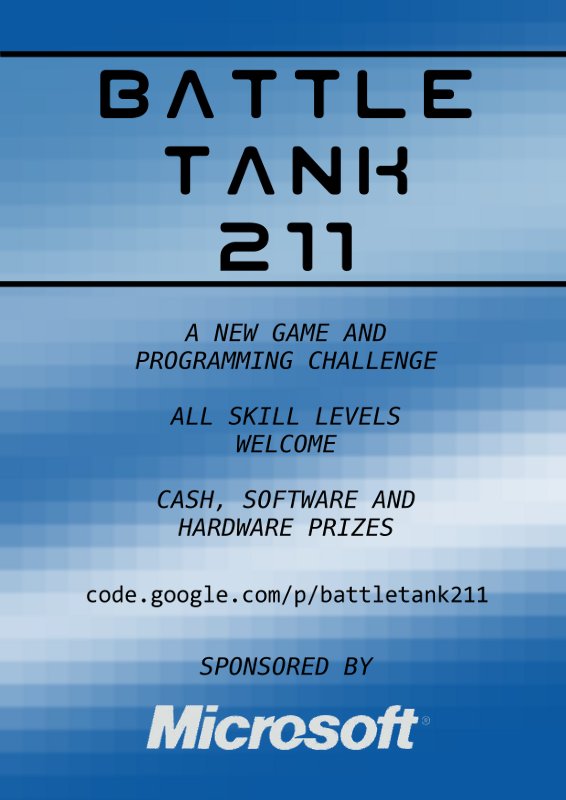 BATTLE
TANK
211
A NEW GAME AND
PROGRAMMING CHALLENGE
ALL SKILL LEVELS
WELCOME
CASH, SOFTWARE AND
HARDWARE PRIZES
code.google.com/p/battletank211
SPONSORED BY
Microsoft®